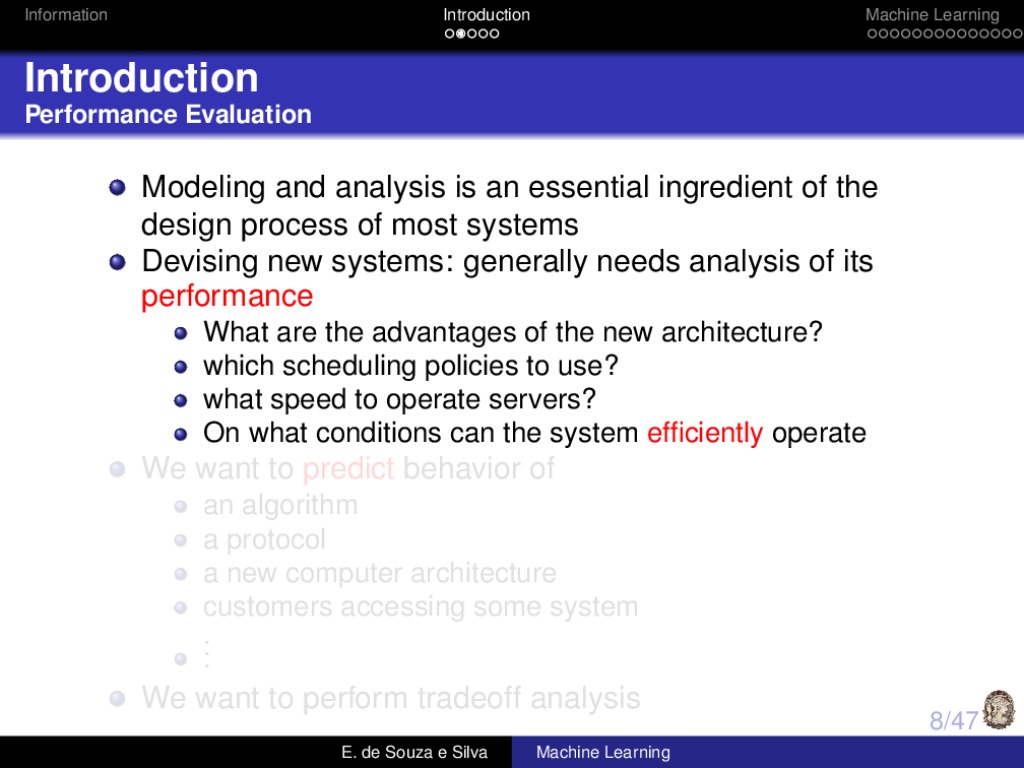 Information
Introduction
Machine Learning
Introduction
Performance Evaluation
Modeling and analysis is an essential ingredient of the
design process of most systems
Devising new systems: generally needs analysis of its
performance
What are the advantages of the new architecture?
which scheduling policies to use?
what speed to operate servers?
On what conditions can the system efficiently operate
We want to predict behavior of
an algorithm
a protocol
a new computer architecture
customers accessing some system
⋮
We want to perform tradeoff analysis
8/47
E. de Souza e Silva
Machine Learning